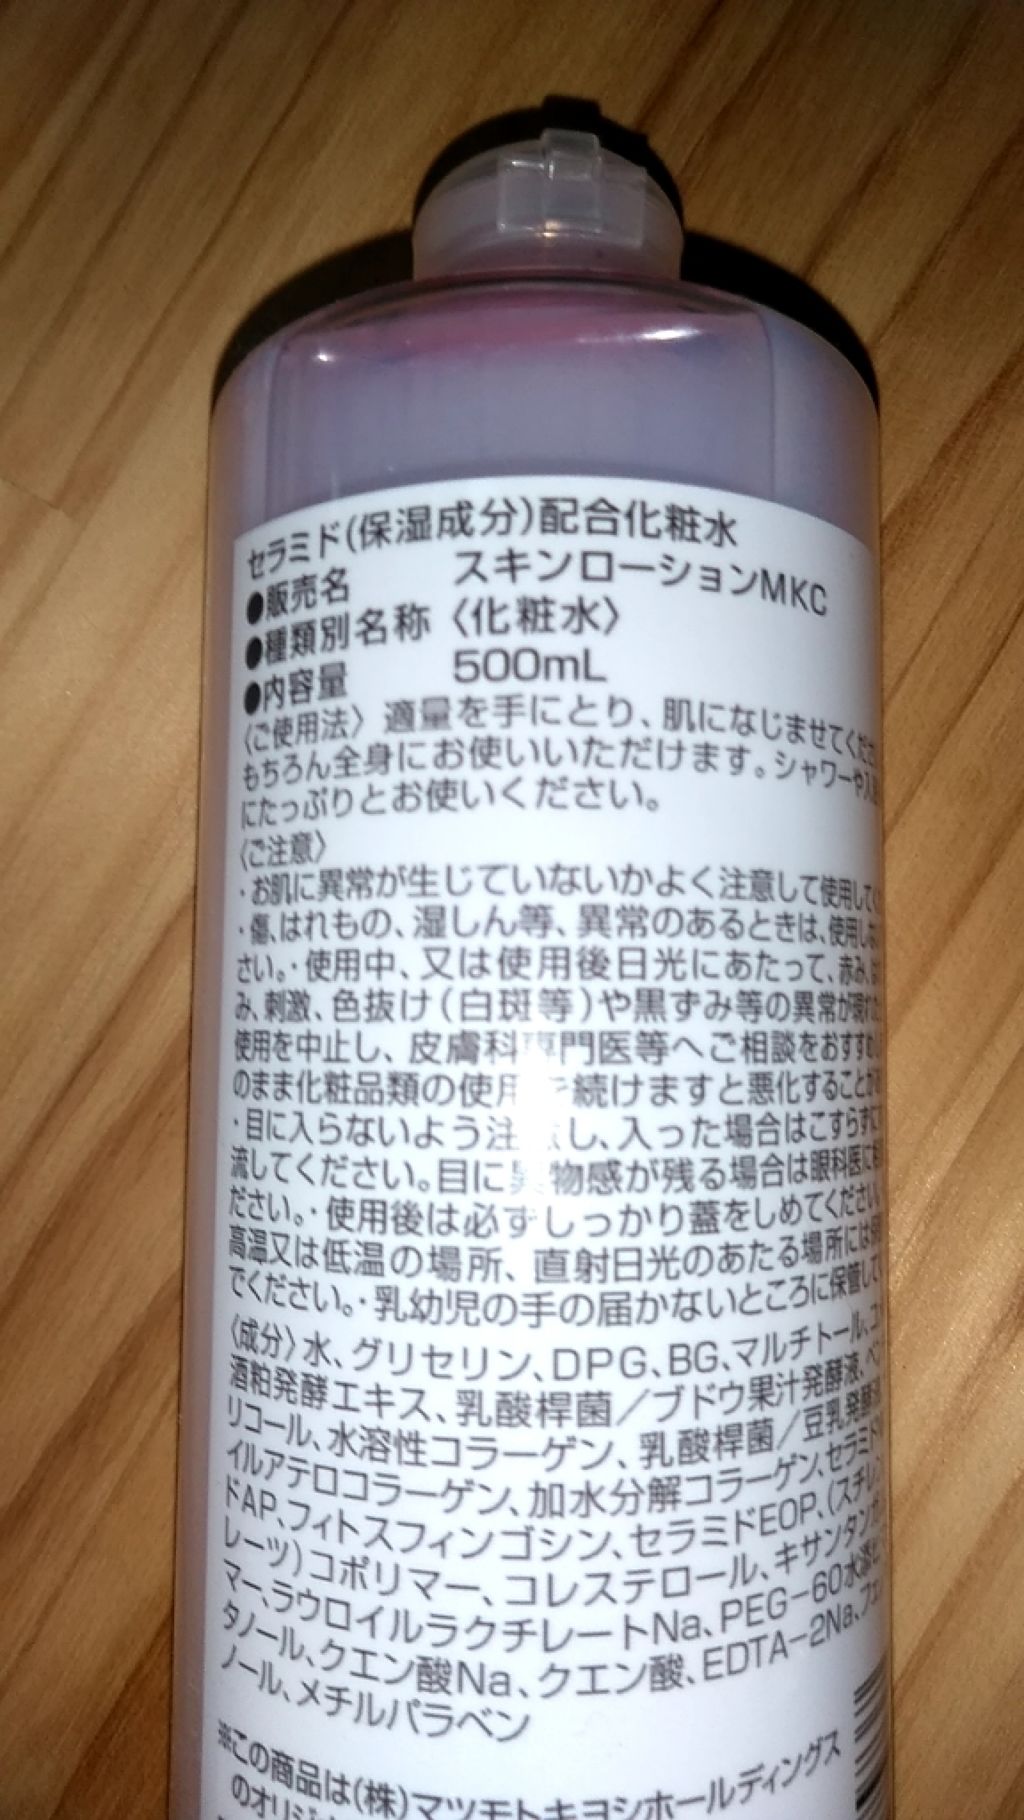 セラミド(保湿成分)配合化粧水
●販売名 スキンローションMKC
●種類別名称 〈化粧水〉
●内容量 500mL
〈ご使用法〉適量を手にとり、肌になじませてくだ
もちろん全身にお使いいただけます。シャワーや
にたっぷりとお使いください。
〈ご注意〉
・お肌に異常が生じていないかよく注意して使用して
・傷、はれもの、湿しん等、異常のあるときは、使用し
さい。・使用中、又は使用後日光にあたって、赤み、
み、刺激、色抜け(白斑等)や黒ずみ等の異常が現れた
使用を中止し、皮膚科専門医等へご相談をおすすめ
のまま化粧品類の使用を続けますと悪化することが
・目に入らないよう注意し、入った場合はこすらずに
流してください。目に異物感が残る場合は眼科医に
ださい。・使用後は必ずしっかり蓋をしめてください
高温又は低温の場所、直射日光のあたる場所には
でください。・乳幼児の手の届かないところに保管して
〈成分〉水、グリセリン、DPG、BG、マルチトール、
酒粕発酵エキス、乳酸桿菌/ブドウ果汁発酵液、
リコール、水溶性コラーゲン、乳酸桿菌/豆乳発酵液
イルアテロコラーゲン、加水分解コラーゲン、セラミド
ドAP、フィトスフィンゴシン、セラミドEOP、(スチレン
レーツ)コポリマー、コレステロール、キサンタンガ
マー、ラウロイルラクチレートNa、PEG-60水添
タノール、クエン酸Na、クエン酸、EDTA-2Na、フェ
ノール、メチルパラベン
※この商品は(株)マツモトキヨシホールディングス
のオリジ